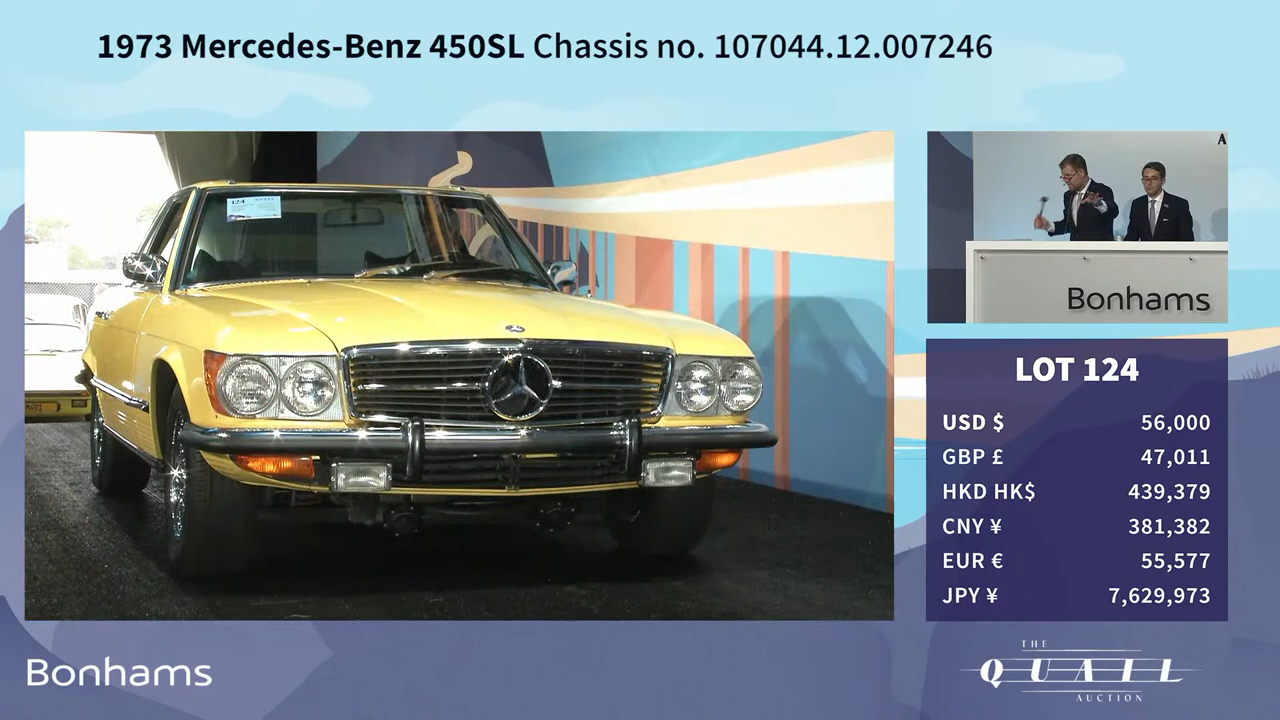 1973 Mercedes-Benz 450SL Chassis no. 107044.12.007246
124
A
Bonhams
LOT 124
USD $ 56,000
GBP £ 47,011
HKD HK$ 439,379
CNY ¥ 381,382
EUR € 55,577
JPY ¥ 7,629,973
Bonhams
THE
QUAIL
AUCTION